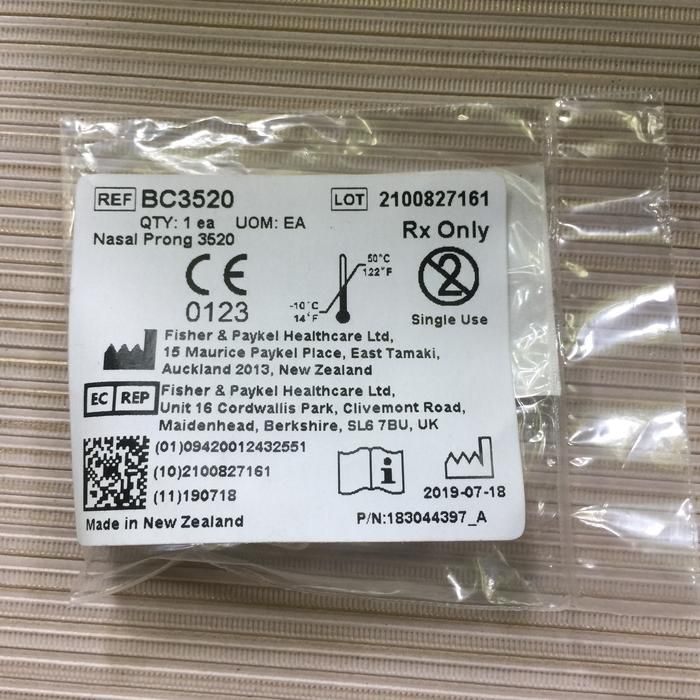 REF BC3520 LOT 2100827161
QTY: 1 ea UOM: EA
Nasal Prong 3520
Rx Only
CE
0123
50°C
122°F
-10°C
14°F
2
Single Use
Fisher & Paykel Healthcare Ltd,
15 Maurice Paykel Place, East Tamaki,
Auckland 2013, New Zealand
EC REP
Fisher & Paykel Healthcare Ltd,
Unit 16 Cordwallis Park, Clivemont Road,
Maidenhead, Berkshire, SL6 7BU, UK
(01)09420012432551
(10)2100827161
(11)190718
i
2019-07-18
Made in New Zealand
P/N:183044397_A